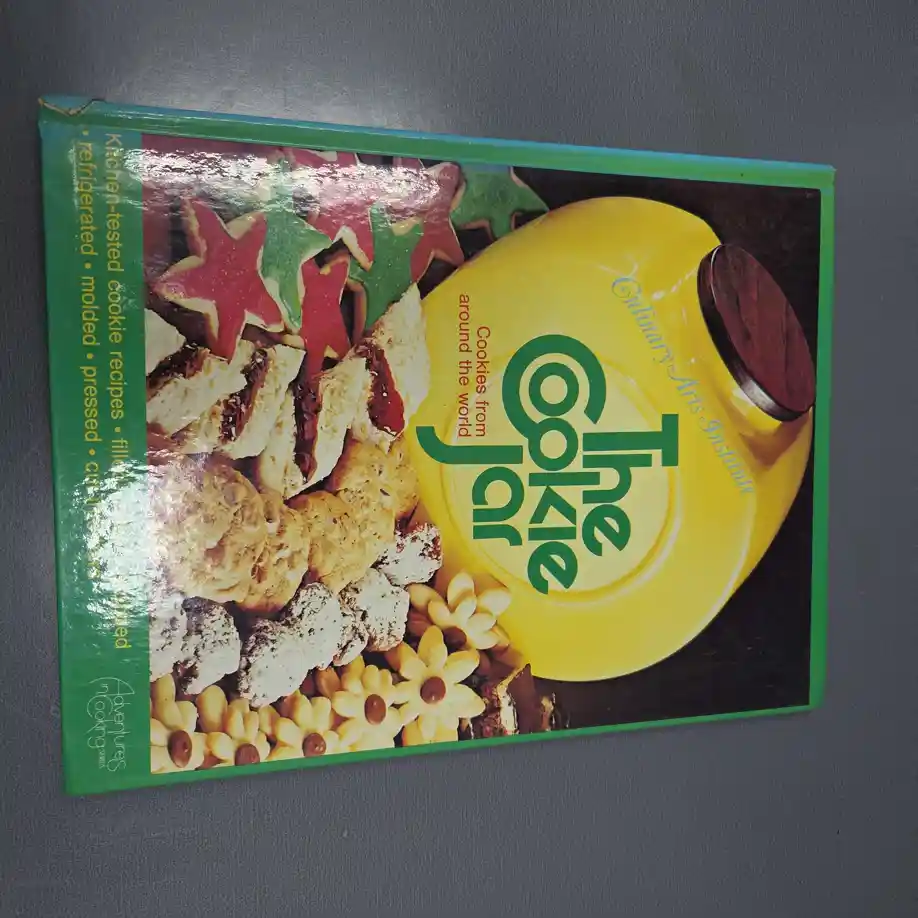 Culinary Arts Institute
The
Cookie
Jar
Cookies from
around the world
Kitchen-tested cookie recipes •
• refrigerated • molded • pressed •
Adventures
in Cooking
SERIES